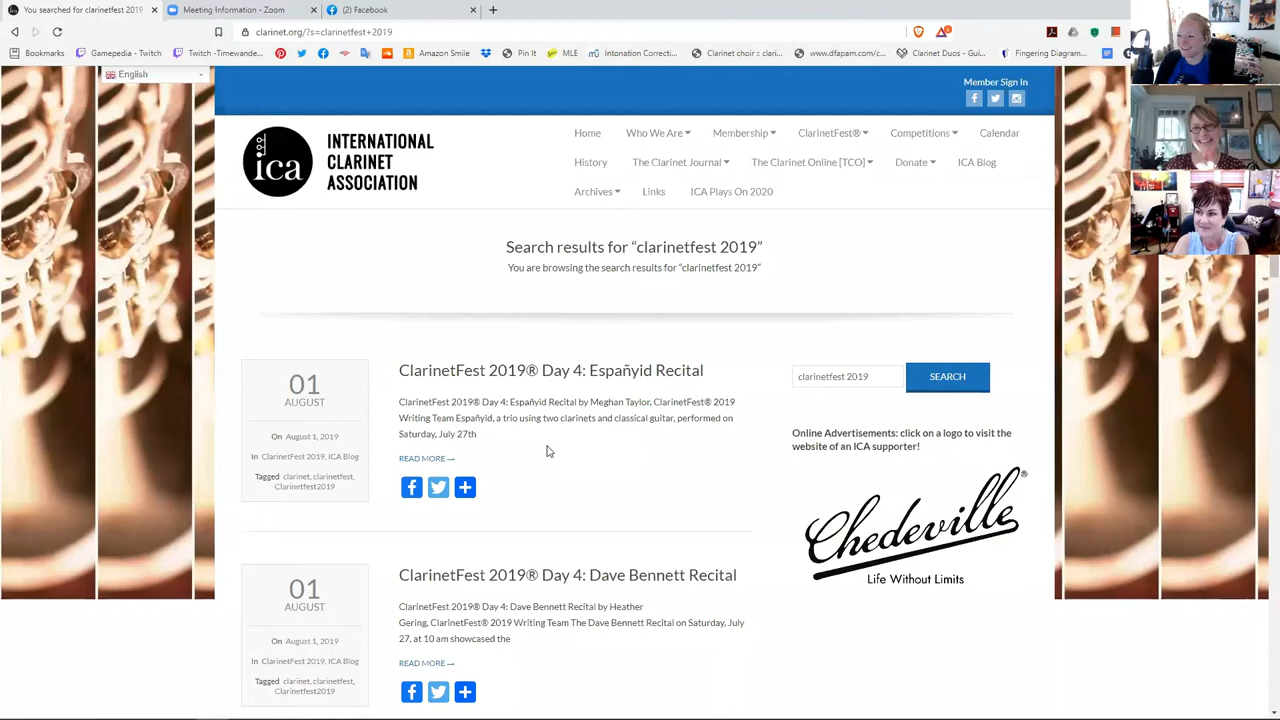 You searched for clarinetfest 2019
Meeting Information - Zoom
(2) Facebook
clarinet.org/?s=clarinetfest+2019
Bookmarks
Gamepedia - Twitch
Twitch -Timewande...
Amazon Smile
Pin It
MLE
Intonation Correcti...
Clarinet choir :: clari...
www.dfapam.com/c...
Clarinet Duos - Gui...
Fingering Diagram...
English
Member Sign In
ica
INTERNATIONAL
CLARINET
ASSOCIATION
Home
Who We Are
Membership
ClarinetFest®
Competitions
Calendar
History
The Clarinet Journal
The Clarinet Online [TCO]
Donate
ICA Blog
Archives
Links
ICA Plays On 2020
Search results for “clarinetfest 2019”
You are browsing the search results for “clarinetfest 2019”
01
AUGUST
On August 1, 2019
In ClarinetFest 2019, ICA Blog
Tagged clarinet, clarinetfest,
Clarinetfest2019
ClarinetFest 2019® Day 4: Españyid Recital
ClarinetFest 2019® Day 4: Españyid Recital by Meghan Taylor, ClarinetFest® 2019
Writing Team Españyid, a trio using two clarinets and classical guitar, performed on
Saturday, July 27th
READ MORE —
clarinetfest 2019
SEARCH
Online Advertisements: click on a logo to visit the
website of an ICA supporter!
Chedeville®
Life Without Limits
01
AUGUST
On August 1, 2019
In ClarinetFest 2019, ICA Blog
Tagged clarinet, clarinetfest,
Clarinetfest2019
ClarinetFest 2019® Day 4: Dave Bennett Recital
ClarinetFest 2019® Day 4: Dave Bennett Recital by Heather
Gering, ClarinetFest® 2019 Writing Team The Dave Bennett Recital on Saturday, July
27, at 10 am showcased the
READ MORE —